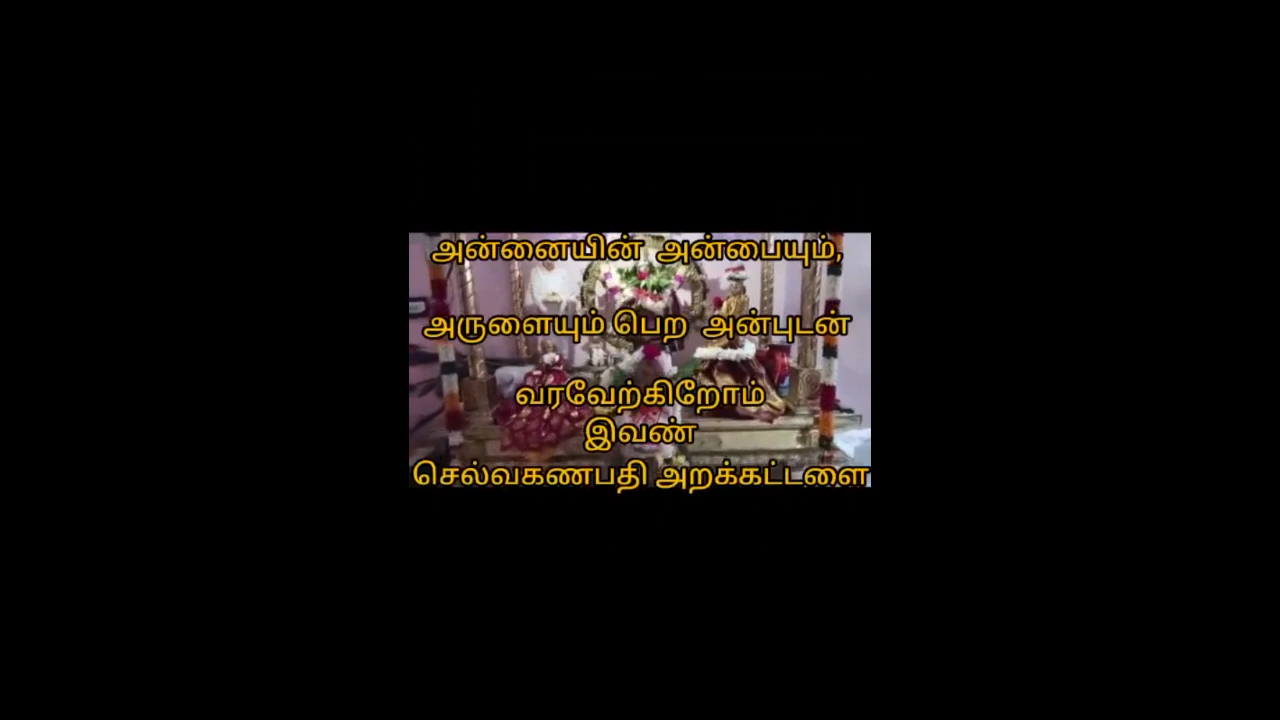 அன்னையின் அன்பையும்,
அருளையும் பெற அன்புடன்
வரவேற்கிறோம்
இவண்
செல்வகணபதி அறக்கட்டளை